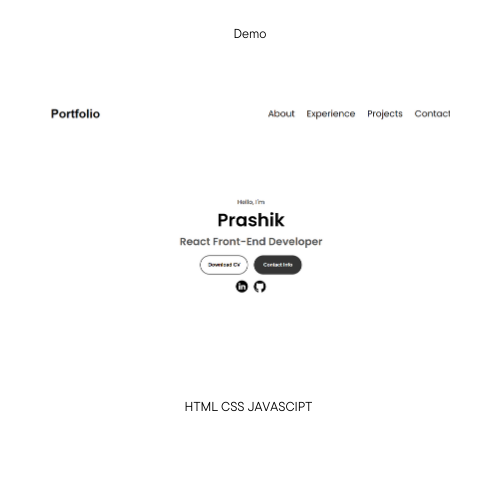 Demo
Portfolio About Experience Projects Contact
Hello, I'm
Prashik
React Front-End Developer
Download CV Contact Info
in
HTML CSS JAVASCIPT